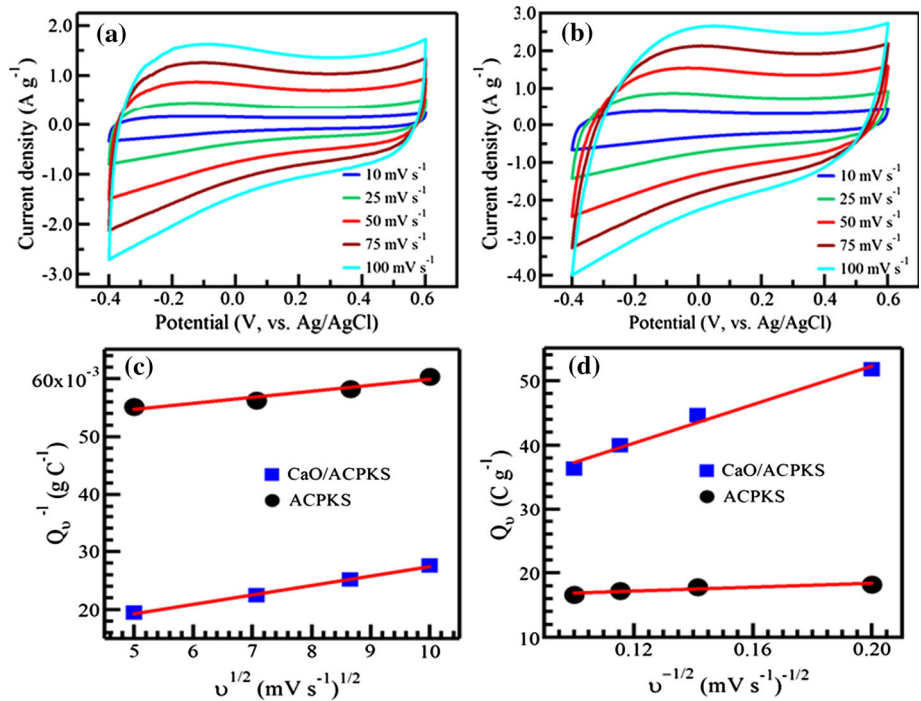 (a)
Current density (A g⁻¹)
2.0
1.0
0.0
-1.0
-2.0
-3.0
10 mV s⁻¹
25 mV s⁻¹
50 mV s⁻¹
75 mV s⁻¹
100 mV s⁻¹
-0.4 -0.2 0.0 0.2 0.4 0.6
Potential (V, vs. Ag/AgCl)
(b)
Current density (A g⁻¹)
3.0
2.0
1.0
0.0
-1.0
-2.0
-3.0
-4.0
10 mV s⁻¹
25 mV s⁻¹
50 mV s⁻¹
75 mV s⁻¹
100 mV s⁻¹
-0.4 -0.2 0.0 0.2 0.4 0.6
Potential (V, vs. Ag/AgCl)
(c)
Qυ⁻¹ (g C⁻¹)
60x10⁻³
50
40
30
20
CaO/ACPKS
ACPKS
5 6 7 8 9 10
υ^1/2 (mV s⁻¹)^1/2
(d)
Qυ (C g⁻¹)
50
40
30
20
10
CaO/ACPKS
ACPKS
0.12 0.16 0.20
υ^-1/2 (mV s⁻¹)^-1/2